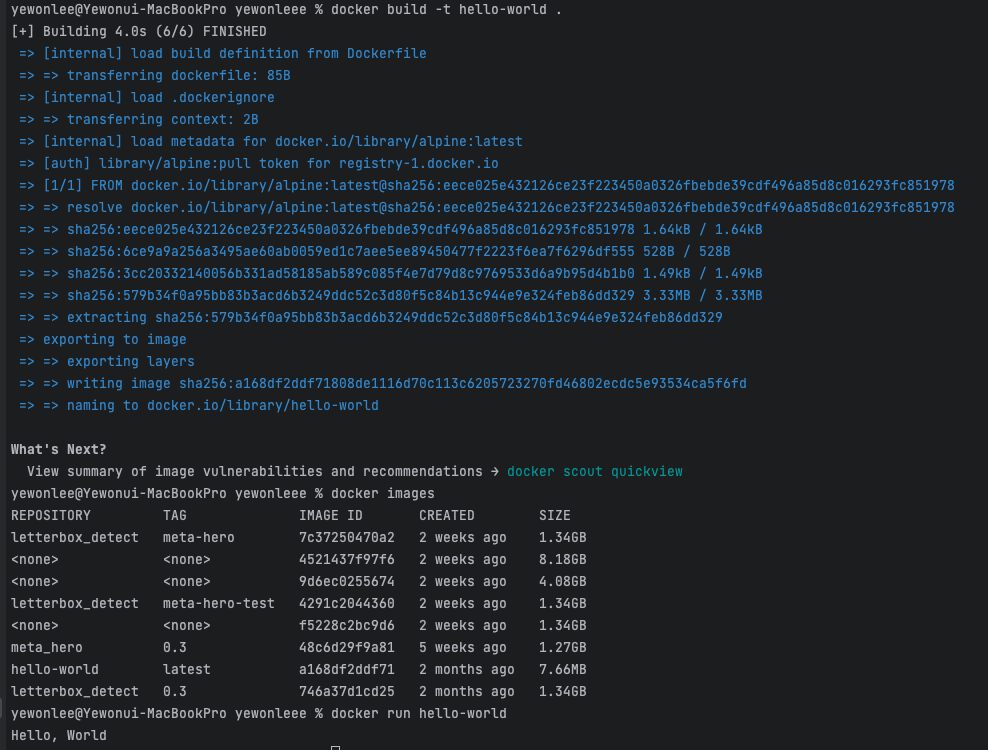 yewonlee@Yewonui-MacBookPro yewonleee % docker build -t hello-world .
[+] Building 4.0s (6/6) FINISHED
=> [internal] load build definition from Dockerfile
=> => transferring dockerfile: 85B
=> [internal] load .dockerignore
=> => transferring context: 2B
=> [internal] load metadata for docker.io/library/alpine:latest
=> [auth] library/alpine:pull token for registry-1.docker.io
=> [1/1] FROM docker.io/library/alpine:latest@sha256:eece025e432126ce23f223450a0326fbebde39cdf496a85d8c016293fc851978
=> => resolve docker.io/library/alpine:latest@sha256:eece025e432126ce23f223450a0326fbebde39cdf496a85d8c016293fc851978
=> => sha256:eece025e432126ce23f223450a0326fbebde39cdf496a85d8c016293fc851978 1.64kB / 1.64kB
=> => sha256:6ce9a9a256a3495ae60ab0059ed1c7aee5ee89450477f2223f6ea7f6296df555 528B / 528B
=> => sha256:3cc20332140056b331ad58185ab589c085f4e7d79d8c9769533d6a9b95d4b1b0 1.49kB / 1.49kB
=> => sha256:579b34f0a95bb83b3acd6b3249ddc52c3d80f5c84b13c944e9e324feb86dd329 3.33MB / 3.33MB
=> => extracting sha256:579b34f0a95bb83b3acd6b3249ddc52c3d80f5c84b13c944e9e324feb86dd329
=> exporting to image
=> => exporting layers
=> => writing image sha256:a168df2ddf71808de1116d70c113c6205723270fd46802ecdc5e93534ca5f6fd
=> => naming to docker.io/library/hello-world
What's Next?
View summary of image vulnerabilities and recommendations → docker scout quickview
yewonlee@Yewonui-MacBookPro yewonleee % docker images
REPOSITORY TAG IMAGE ID CREATED SIZE
letterbox_detect meta-hero 7c37250470a2 2 weeks ago 1.34GB
<none> <none> 4521437f97f6 2 weeks ago 8.18GB
<none> <none> 9d6ec0255674 2 weeks ago 4.08GB
letterbox_detect meta-hero-test 4291c2044360 2 weeks ago 1.34GB
<none> <none> f5228c2bc9d6 2 weeks ago 1.34GB
meta_hero 0.3 48c6d29f9a81 5 weeks ago 1.27GB
hello-world latest a168df2ddf71 2 months ago 7.66MB
letterbox_detect 0.3 746a37d1cd25 2 months ago 1.34GB
yewonlee@Yewonui-MacBookPro yewonleee % docker run hello-world
Hello, World